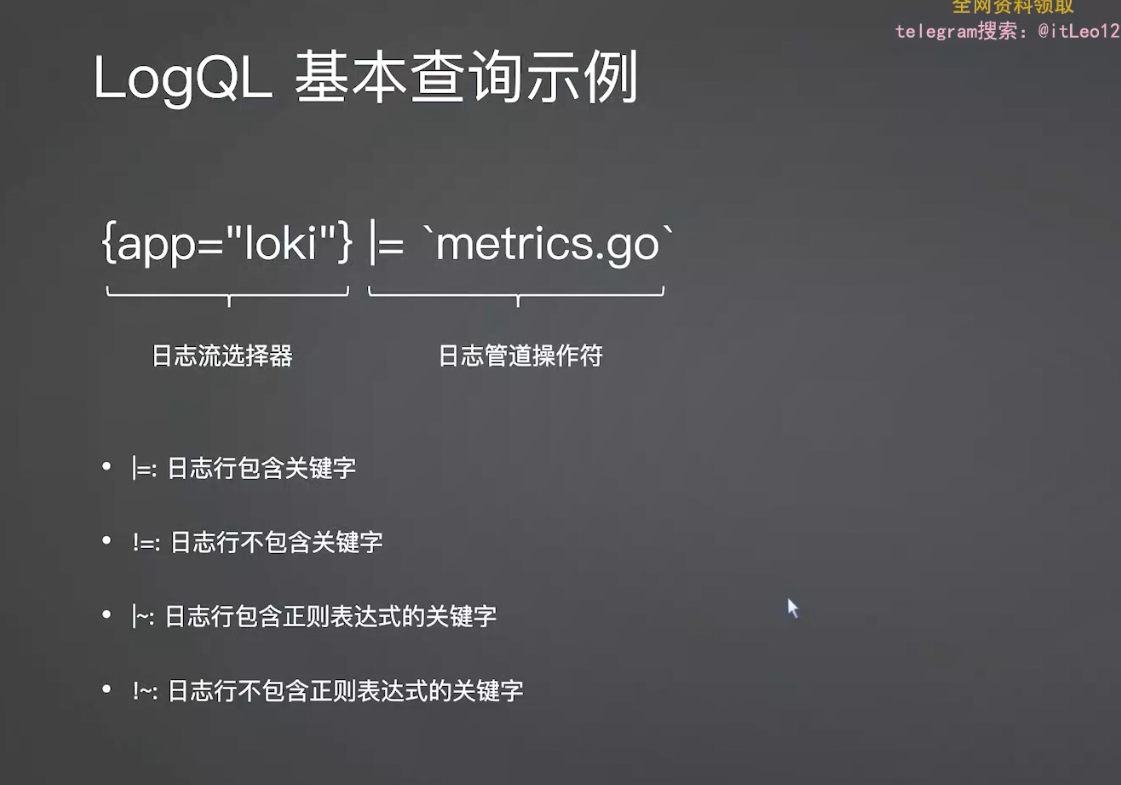 全网资料领取
telegram搜索：@itLeo12
LogQL 基本查询示例
{app="loki"} |= `metrics.go`
日志流选择器
日志管道操作符
• |=: 日志行包含关键字
• !=: 日志行不包含关键字
• |~: 日志行包含正则表达式的关键字
• !~: 日志行不包含正则表达式的关键字